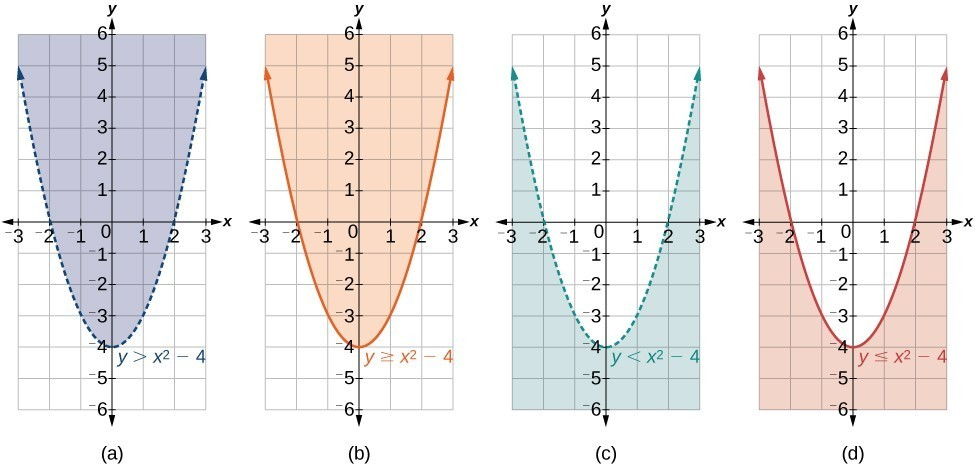 y y y y
6 6 6 6
5 5 5 5
4 4 4 4
3 3 3 3
2 2 2 2
1 1 1 1
x x x x
−3 −2 −1 0 1 2 3 −3 −2 −1 0 1 2 3 −3 −2 −1 0 1 2 3 −3 −2 −1 0 1 2 3
−1 −1 −1 −1
−2 −2 −2 −2
−3 −3 −3 −3
−4 −4 −4 −4
y > x² − 4 y ≥ x² − 4 y < x² − 4 y ≤ x² − 4
−5 −5 −5 −5
−6 −6 −6 −6
(a) (b) (c) (d)